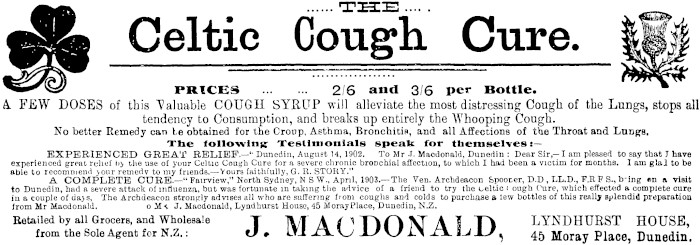 THE
Celtic Cough Cure.
PRICES ... ... 2/6 and 3/6 per Bottle.
A FEW DOSES of this Valuable COUGH SYRUP will alleviate the most distressing Cough of the Lungs, stops all
tendency to Consumption, and breaks up entirely the Whooping Cough.
No better Remedy can be obtained for the Croup, Asthma, Bronchitis, and all Affections of the Throat and Lungs.
The following Testimonials speak for themselves:-
EXPERIENCED GREAT RELIEF.—"Dunedin, August 14, 1902. To Mr J. Macdonald, Dunedin: Dear Sir,—I am pleased to say that I have
experienced great relief by the use of your Celtic Cough Cure for a severe chronic bronchial affection, to which I had been a victim for months. I am glad to be
able to recommend your remedy to my friends.—Yours faithfully, G. R. STORY."
A COMPLETE CURE.—"Fairview," North Sydney, N S W., April, 1903.—The Ven. Archdeacon Spooner, D.D, LL.D, F.R F S., being on a visit
to Dunedin, had a severe attack of influenza, but was fortunate in taking the advice of a friend to try the Celtic Cough Cure, which effected a complete cure
in a couple of days. The Archdeacon strongly advises all who are suffering from coughs and colds to purchase a few bottles of this really splendid preparation
from Mr Macdonald. J. Macdonald, Lyndhurst House, 45 Moray Place, Dunedin, N.Z.
Retailed by all Grocers, and Wholesale
from the Sole Agent for N.Z.:
J. MACDONALD,
LYNDHURST HOUSE,
45 Moray Place, Dunedin.